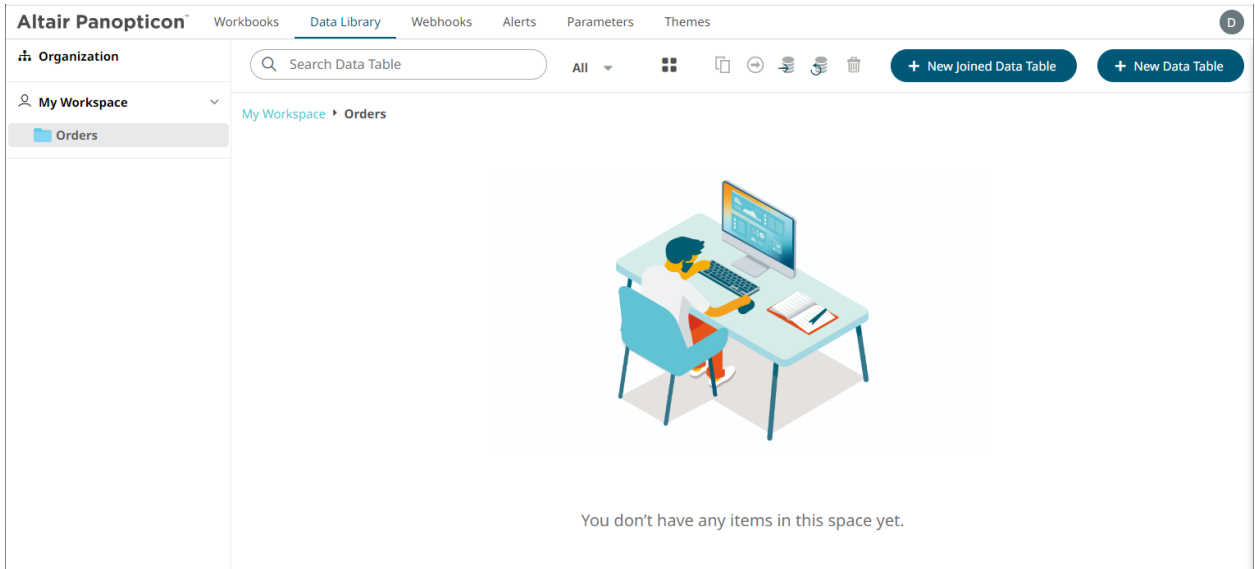 Altair Panopticon™ Workbooks Data Library Webhooks Alerts Parameters Themes D
Organization
Search Data Table All + New Joined Data Table + New Data Table
My Workspace
My Workspace Orders
Orders
You don't have any items in this space yet.